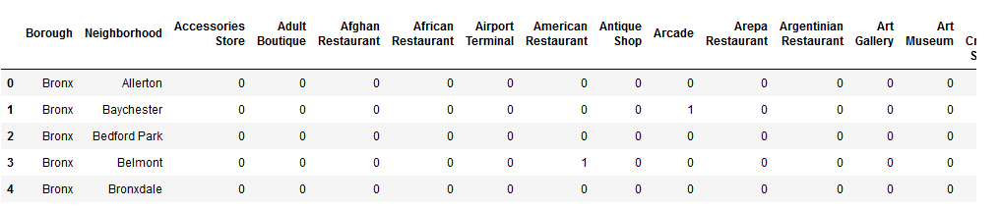 Borough Neighborhood Accessories Store Adult Boutique Afghan Restaurant African Restaurant Airport Terminal American Restaurant Antique Shop Arcade Arepa Restaurant Argentinian Restaurant Art Gallery Art Museum
0 Bronx Allerton 0 0 0 0 0 0 0 0 0 0 0 0
1 Bronx Baychester 0 0 0 0 0 0 0 1 0 0 0 0
2 Bronx Bedford Park 0 0 0 0 0 0 0 0 0 0 0 0
3 Bronx Belmont 0 0 0 0 0 1 0 0 0 0 0 0
4 Bronx Bronxdale 0 0 0 0 0 0 0 0 0 0 0 0